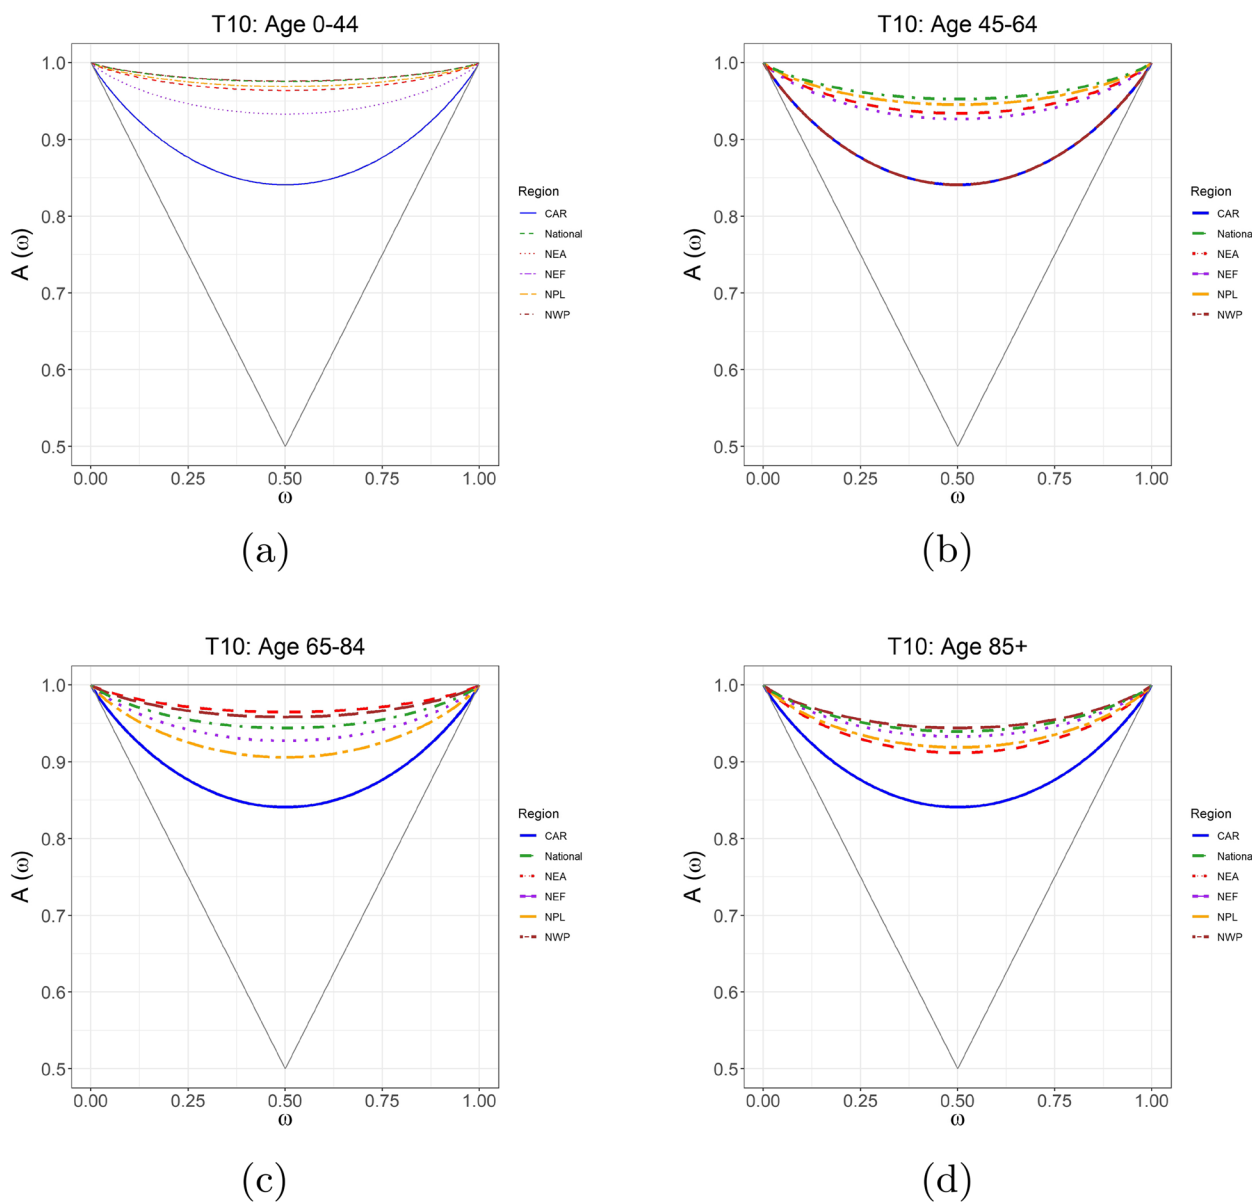 T10: Age 0-44
1.0
0.9
0.8
0.7
0.6
0.5
A (ω)
0.00 0.25 0.50 0.75 1.00
ω
Region
CAR
National
NEA
NEF
NPL
NWP
(a)
T10: Age 45-64
1.0
0.9
0.8
0.7
0.6
0.5
A (ω)
0.00 0.25 0.50 0.75 1.00
ω
Region
CAR
Nationa
NEA
NEF
NPL
NWP
(b)
T10: Age 65-84
1.0
0.9
0.8
0.7
0.6
0.5
A (ω)
0.00 0.25 0.50 0.75 1.00
ω
Region
CAR
National
NEA
NEF
NPL
NWP
(c)
T10: Age 85+
1.0
0.9
0.8
0.7
0.6
0.5
A (ω)
0.00 0.25 0.50 0.75 1.00
ω
Region
CAR
Nationa
NEA
NEF
NPL
NWP
(d)